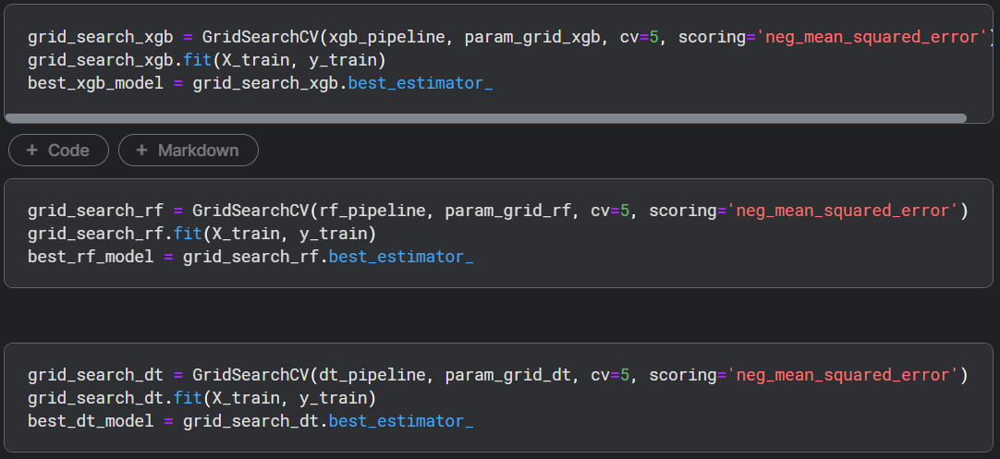 grid_search_xgb = GridSearchCV(xgb_pipeline, param_grid_xgb, cv=5, scoring='neg_mean_squared_error')
grid_search_xgb.fit(X_train, y_train)
best_xgb_model = grid_search_xgb.best_estimator_
+ Code + Markdown
grid_search_rf = GridSearchCV(rf_pipeline, param_grid_rf, cv=5, scoring='neg_mean_squared_error')
grid_search_rf.fit(X_train, y_train)
best_rf_model = grid_search_rf.best_estimator_
grid_search_dt = GridSearchCV(dt_pipeline, param_grid_dt, cv=5, scoring='neg_mean_squared_error')
grid_search_dt.fit(X_train, y_train)
best_dt_model = grid_search_dt.best_estimator_